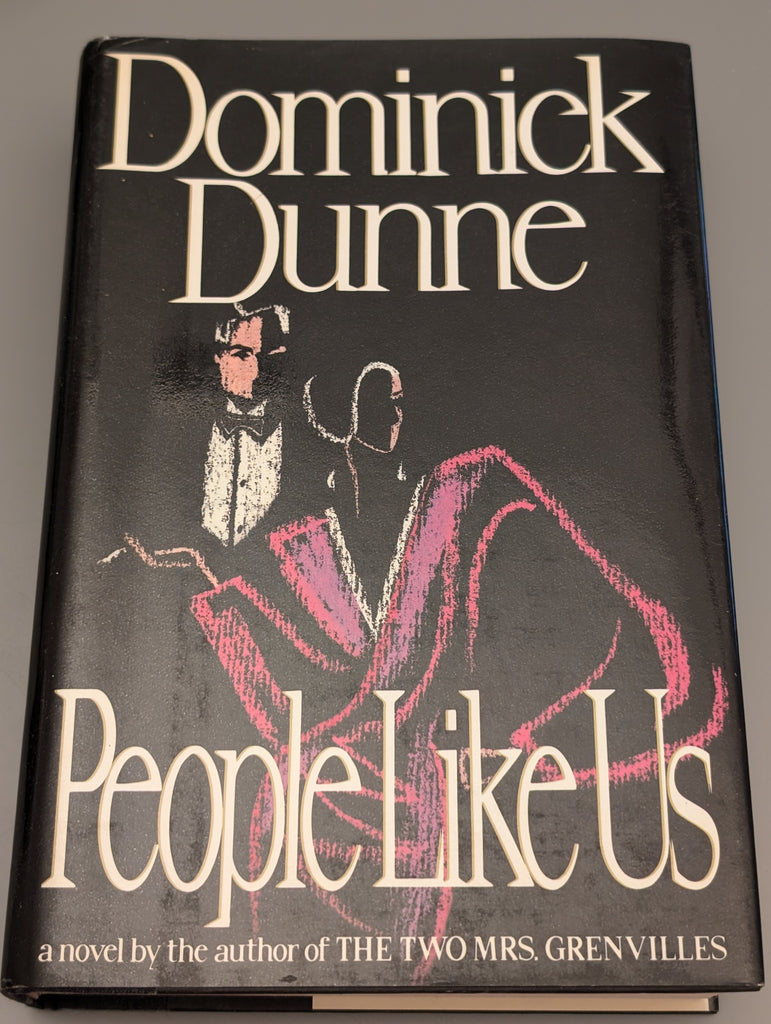 Dominick
Dunne
People Like Us
a novel by the author of THE TWO MRS. GRENVILLES